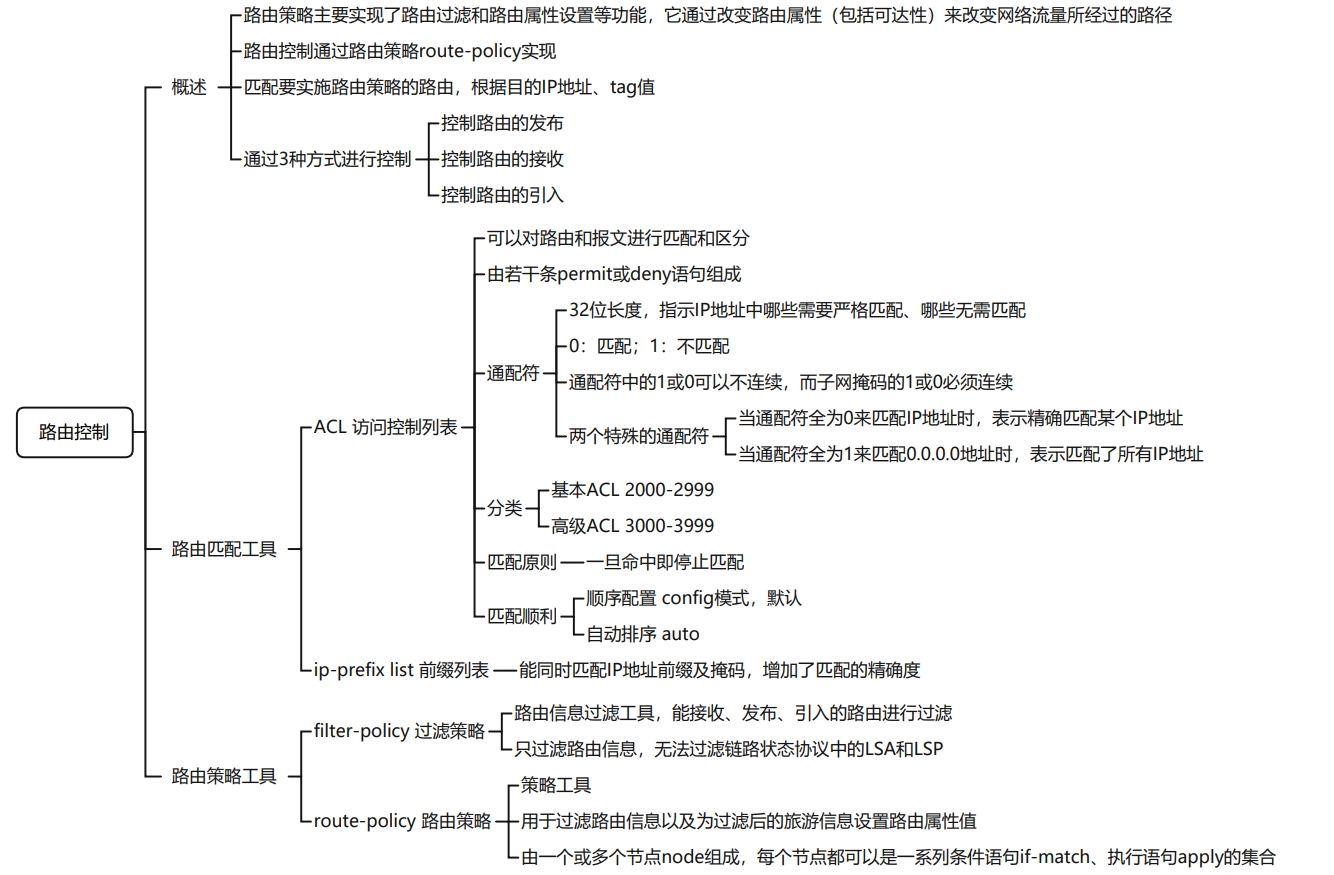 路由控制
概述
路由策略主要实现了路由过滤和路由属性设置等功能，它通过改变路由属性（包括可达性）来改变网络流量所经过的路径
路由控制通过路由策略route-policy实现
匹配要实施路由策略的路由，根据目的IP地址、tag值
通过3种方式进行控制
控制路由的发布
控制路由的接收
控制路由的引入
路由匹配工具
ACL 访问控制列表
可以对路由和报文进行匹配和区分
由若干条permit或deny语句组成
通配符
32位长度，指示IP地址中哪些需要严格匹配、哪些无需匹配
0：匹配；1：不匹配
通配符中的1或0可以不连续，而子网掩码的1或0必须连续
两个特殊的通配符
当通配符全为0来匹配IP地址时，表示精确匹配某个IP地址
当通配符全为1来匹配0.0.0.0地址时，表示匹配了所有IP地址
分类
基本ACL 2000-2999
高级ACL 3000-3999
匹配原则
一旦命中即停止匹配
匹配顺利
顺序配置 config模式，默认
自动排序 auto
ip-prefix list 前缀列表
能同时匹配IP地址前缀及掩码，增加了匹配的精确度
路由策略工具
filter-policy 过滤策略
路由信息过滤工具，能接收、发布、引入的路由进行过滤
只过滤路由信息，无法过滤链路状态协议中的LSA和LSP
route-policy 路由策略
策略工具
用于过滤路由信息以及为过滤后的旅游信息设置路由属性值
由一个或多个节点node组成，每个节点都可以是一系列条件语句if-match、执行语句apply的集合